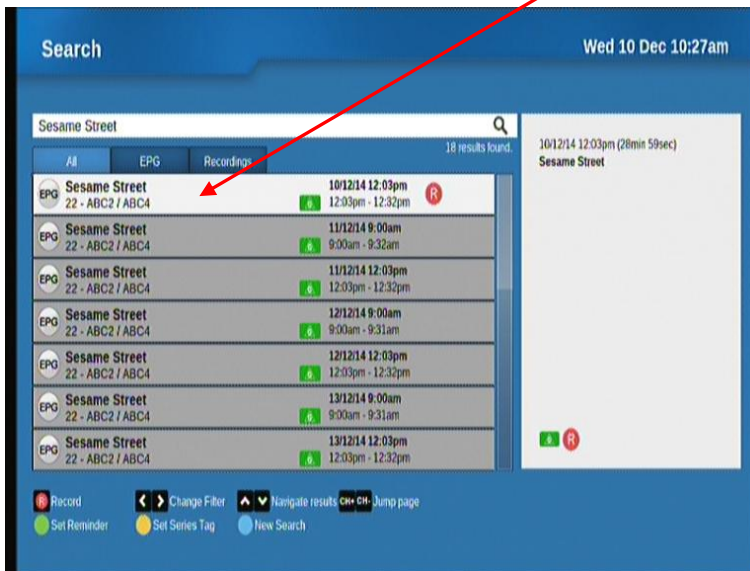 Search
Wed 10 Dec 10:27am
Sesame Street
18 results found.
All EPG Recordings
EPG Sesame Street 10/12/14 12:03pm R
22 - ABC2 / ABC4 G 12:03pm - 12:32pm
EPG Sesame Street 11/12/14 9:00am
22 - ABC2 / ABC4 G 9:00am - 9:32am
EPG Sesame Street 11/12/14 12:03pm
22 - ABC2 / ABC4 G 12:03pm - 12:32pm
EPG Sesame Street 12/12/14 9:00am
22 - ABC2 / ABC4 G 9:00am - 9:31am
EPG Sesame Street 12/12/14 12:03pm
22 - ABC2 / ABC4 G 12:03pm - 12:32pm
EPG Sesame Street 13/12/14 9:00am
22 - ABC2 / ABC4 G 9:00am - 9:31am
EPG Sesame Street 13/12/14 12:03pm
22 - ABC2 / ABC4 G 12:03pm - 12:32pm
10/12/14 12:03pm (28min 59sec)
Sesame Street
G R
R Record Change Filter Navigate results CH+ CH- Jump page
Set Reminder Set Series Tag New Search